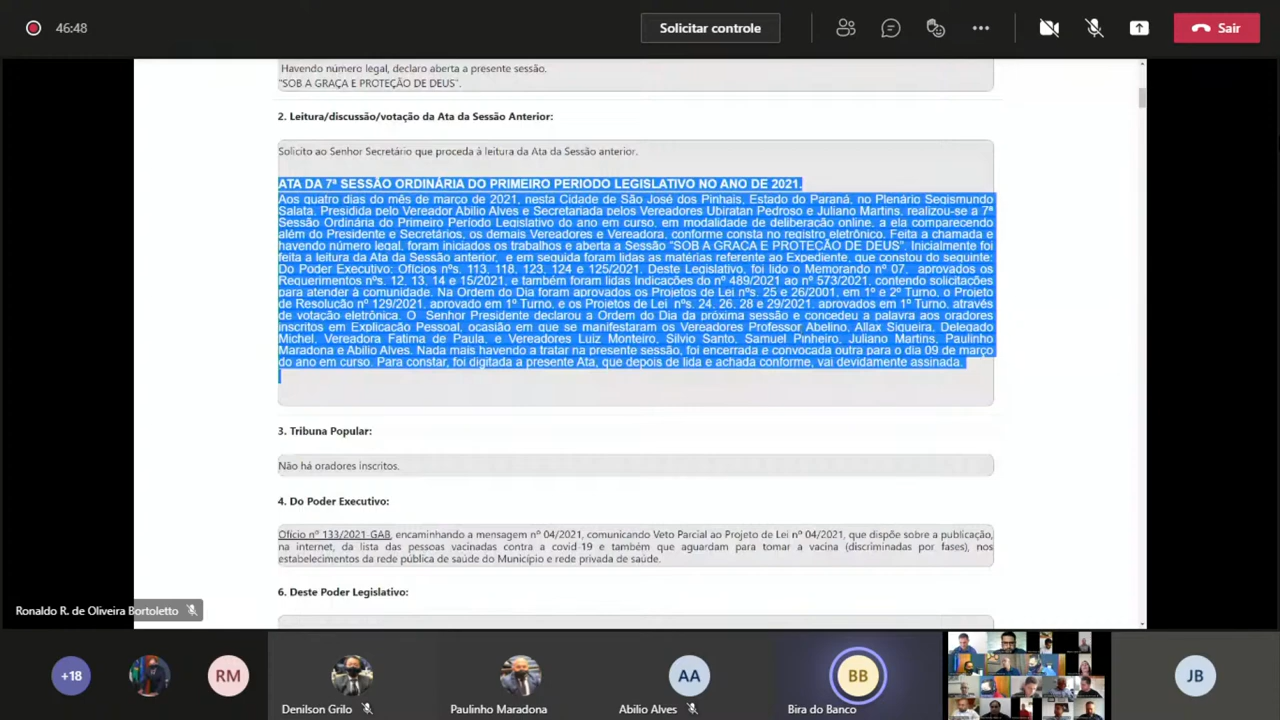 46:48
Solicitar controle
Sair
Havendo número legal, declaro aberta a presente sessão.
"SOB A GRAÇA E PROTEÇÃO DE DEUS".
2. Leitura/discussão/votação da Ata da Sessão Anterior:
Solicito ao Senhor Secretário que proceda á leitura da Ata da Sessão anterior.
ATA DA 7ª SESSÃO ORDINÁRIA DO PRIMEIRO PERIODO LEGISLATIVO NO ANO DE 2021.
Aos quatro dias do mês de março de 2021, nesta Cidade de São José dos Pinhais, Estado do Paraná, no Plenário Segismundo
Salata. Presidida pelo Vereador Abilio Alves e Secretariada pelos Vereadores Ubiratan Pedroso e Juliano Martins, realizou-se a 7ª
Sessão Ordinária do Primeiro Período Legislativo do ano em curso, em modalidade de deliberação online, a ela comparecendo
além do Presidente e Secretários, os demais Vereadores e Vereadora, conforme consta no registro eletrônico. Feita a chamada e
havendo número legal, foram iniciados os trabalhos e aberta a Sessão "SOB A GRAÇA E PROTEÇÃO DE DEUS". Inicialmente foi
feita a leitura da Ata da Sessão anterior, e em seguida foram lidas as matérias referente ao Expediente, que constou do seguinte:
Do Poder Executivo: Ofícios nºs. 113, 118, 123, 124 e 125/2021. Deste Legislativo, foi lido o Memorando nº 07, aprovados os
Requerimentos nºs. 12, 13, 14 e 15/2021, e também foram lidas Indicações do nº 489/2021 ao nº 573/2021, contendo solicitações
para atender à comunidade. Na Ordem do Dia foram aprovados os Projetos de Lei nºs. 25 e 26/2001, em 1º e 2º Turno, o Projeto
de Resolução nº 129/2021, aprovado em 1º Turno, e os Projetos de Lei nºs. 24, 26, 28 e 29/2021, aprovados em 1º Turno, através
de votação eletrônica. O Senhor Presidente declarou a Ordem do Dia da próxima sessão e concedeu a palavra aos oradores
inscritos em Explicação Pessoal, ocasião em que se manifestaram os Vereadores Professor Abelino, Allax Siqueira, Delegado
Michel, Vereadora Fatima de Paula, e Vereadores Luiz Monteiro, Silvio Santo, Samuel Pinheiro, Juliano Martins, Paulinho
Maradona e Abilio Alves. Nada mais havendo a tratar na presente sessão, foi encerrada e convocada outra para o dia 09 de março
do ano em curso. Para constar, foi digitada a presente Ata, que depois de lida e achada conforme, vai devidamente assinada.
3. Tribuna Popular:
Não há oradores inscritos.
4. Do Poder Executivo:
Ofício nº 133/2021-GAB, encaminhando a mensagem nº 04/2021, comunicando Veto Parcial ao Projeto de Lei nº 04/2021, que dispõe sobre a publicação,
na internet, da lista das pessoas vacinadas contra a covid-19 e também que aguardam para tomar a vacina (discriminadas por fases), nos
estabelecimentos da rede pública de saúde do Município e rede privada de saúde.
6. Deste Poder Legislativo:
Ronaldo R. de Oliveira Bortoletto
+18
RM
Denilson Grilo
Paulinho Maradona
AA
Abilio Alves
BB
Bira do Banco
JB